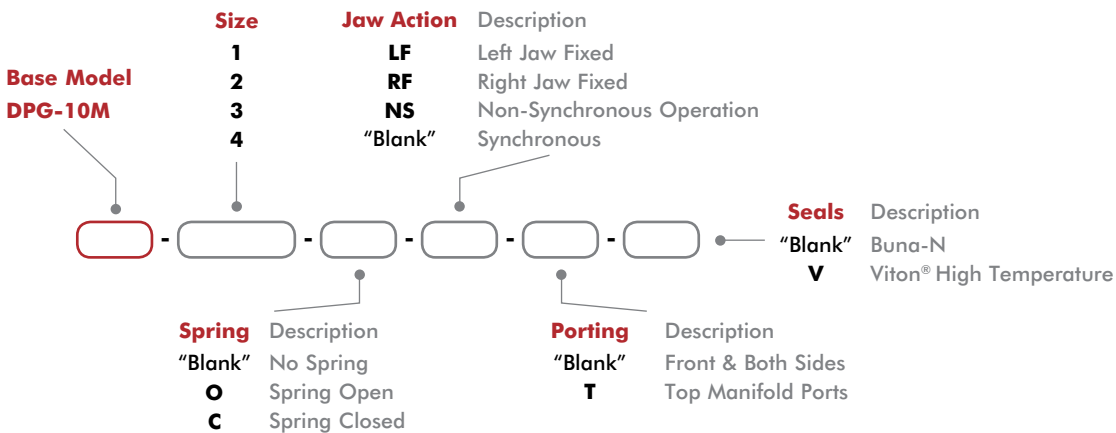 Size
1
2
3
4
Jaw Action Description
LF Left Jaw Fixed
RF Right Jaw Fixed
NS Non-Synchronous Operation
“Blank” Synchronous
Base Model
DPG-10M
- - - - -
Seals Description
“Blank” Buna-N
V Viton® High Temperature
Spring Description
“Blank” No Spring
O Spring Open
C Spring Closed
Porting Description
“Blank” Front & Both Sides
T Top Manifold Ports